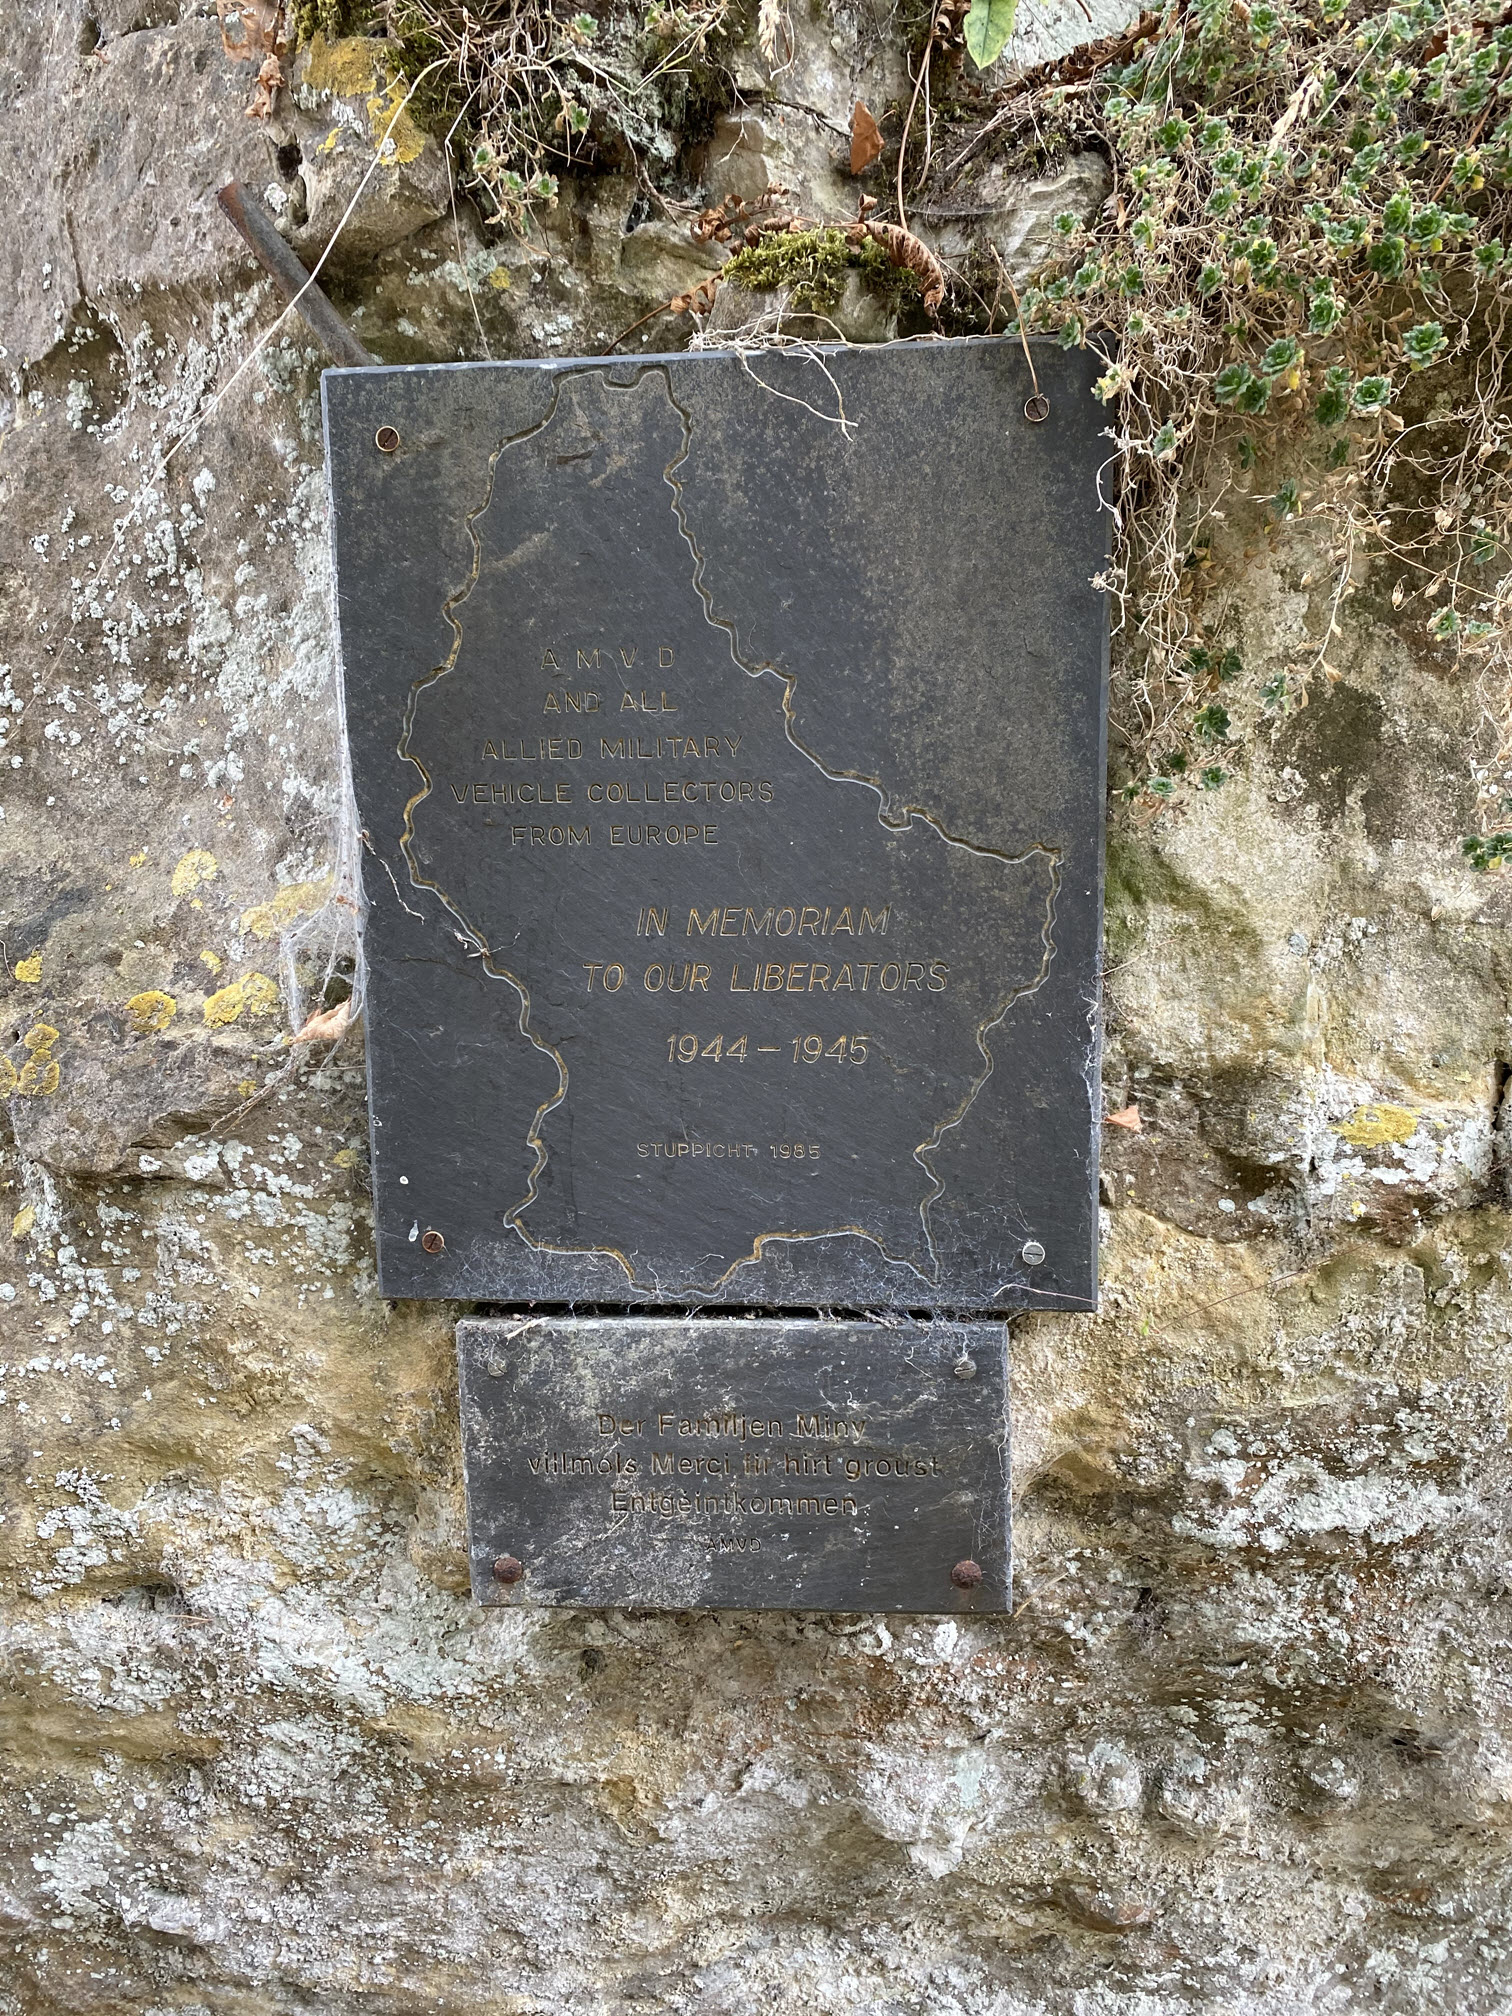 A M V D
AND ALL
ALLIED MILITARY
VEHICLE COLLECTORS
FROM EUROPE
IN MEMORIAM
TO OUR LIBERATORS
1944 – 1945
STUPPICHT 1985
Der Familjen Miny
villmols Merci fir hirt groust
Entgeintkommen
AMVD